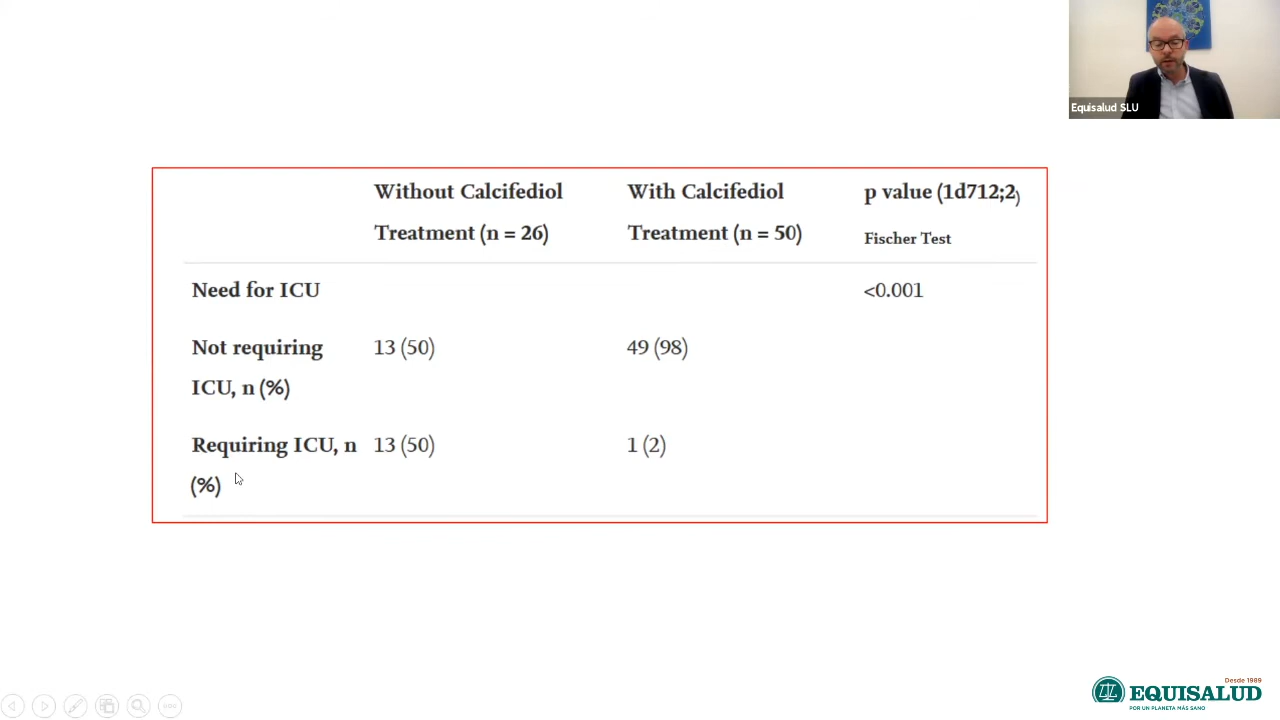 Equisalud SLU
Without Calcifediol
Treatment (n = 26)
With Calcifediol
Treatment (n = 50)
p value (1d712;2)
Fischer Test
Need for ICU
<0.001
Not requiring
ICU, n (%)
13 (50)
49 (98)
Requiring ICU, n
(%)
13 (50)
1 (2)
Desde 1989
EQUISALUD
POR UN PLANETA MÁS SANO